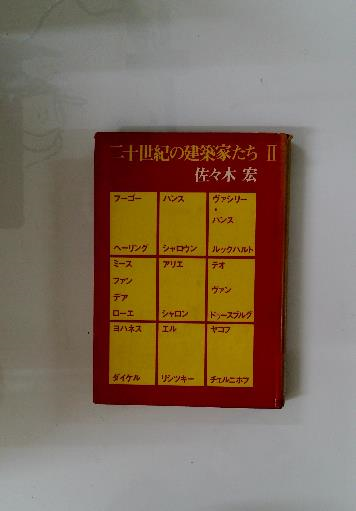 二十世紀の建築家たち II
佐々木 宏
フーゴー
ヘーリング
ハンス
シャロウン
ヴァシリー
・
ハンス
ルックハルト
ミース
ファン
デア
ローエ
アリエ
シャロン
テオ
ヴァン
ドゥースブルグ
ヨハネス
ダイケル
エル
リシツキー
ヤコフ
チェルニホフ